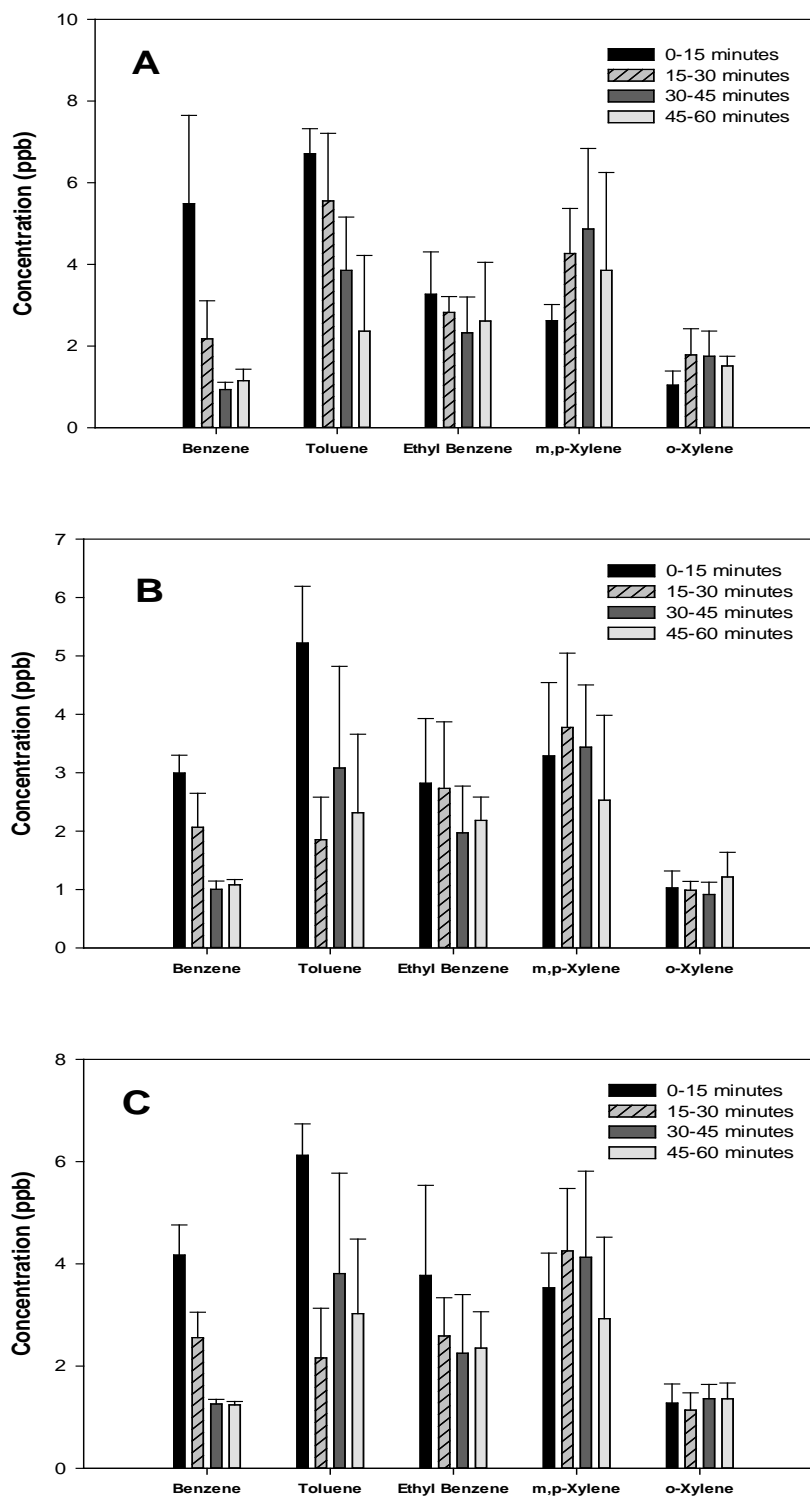 10
8
6
4
2
0
Concentration (ppb)
A
0-15 minutes
15-30 minutes
30-45 minutes
45-60 minutes
Benzene Toluene Ethyl Benzene m,p-Xylene o-Xylene
7
6
5
4
3
2
1
0
Concentration (ppb)
B
0-15 minutes
15-30 minutes
30-45 minutes
45-60 minutes
Benzene Toluene Ethyl Benzene m,p-Xylene o-Xylene
8
6
4
2
0
Concentration (ppb)
C
0-15 minutes
15-30 minutes
30-45 minutes
45-60 minutes
Benzene Toluene Ethyl Benzene m,p-Xylene o-Xylene